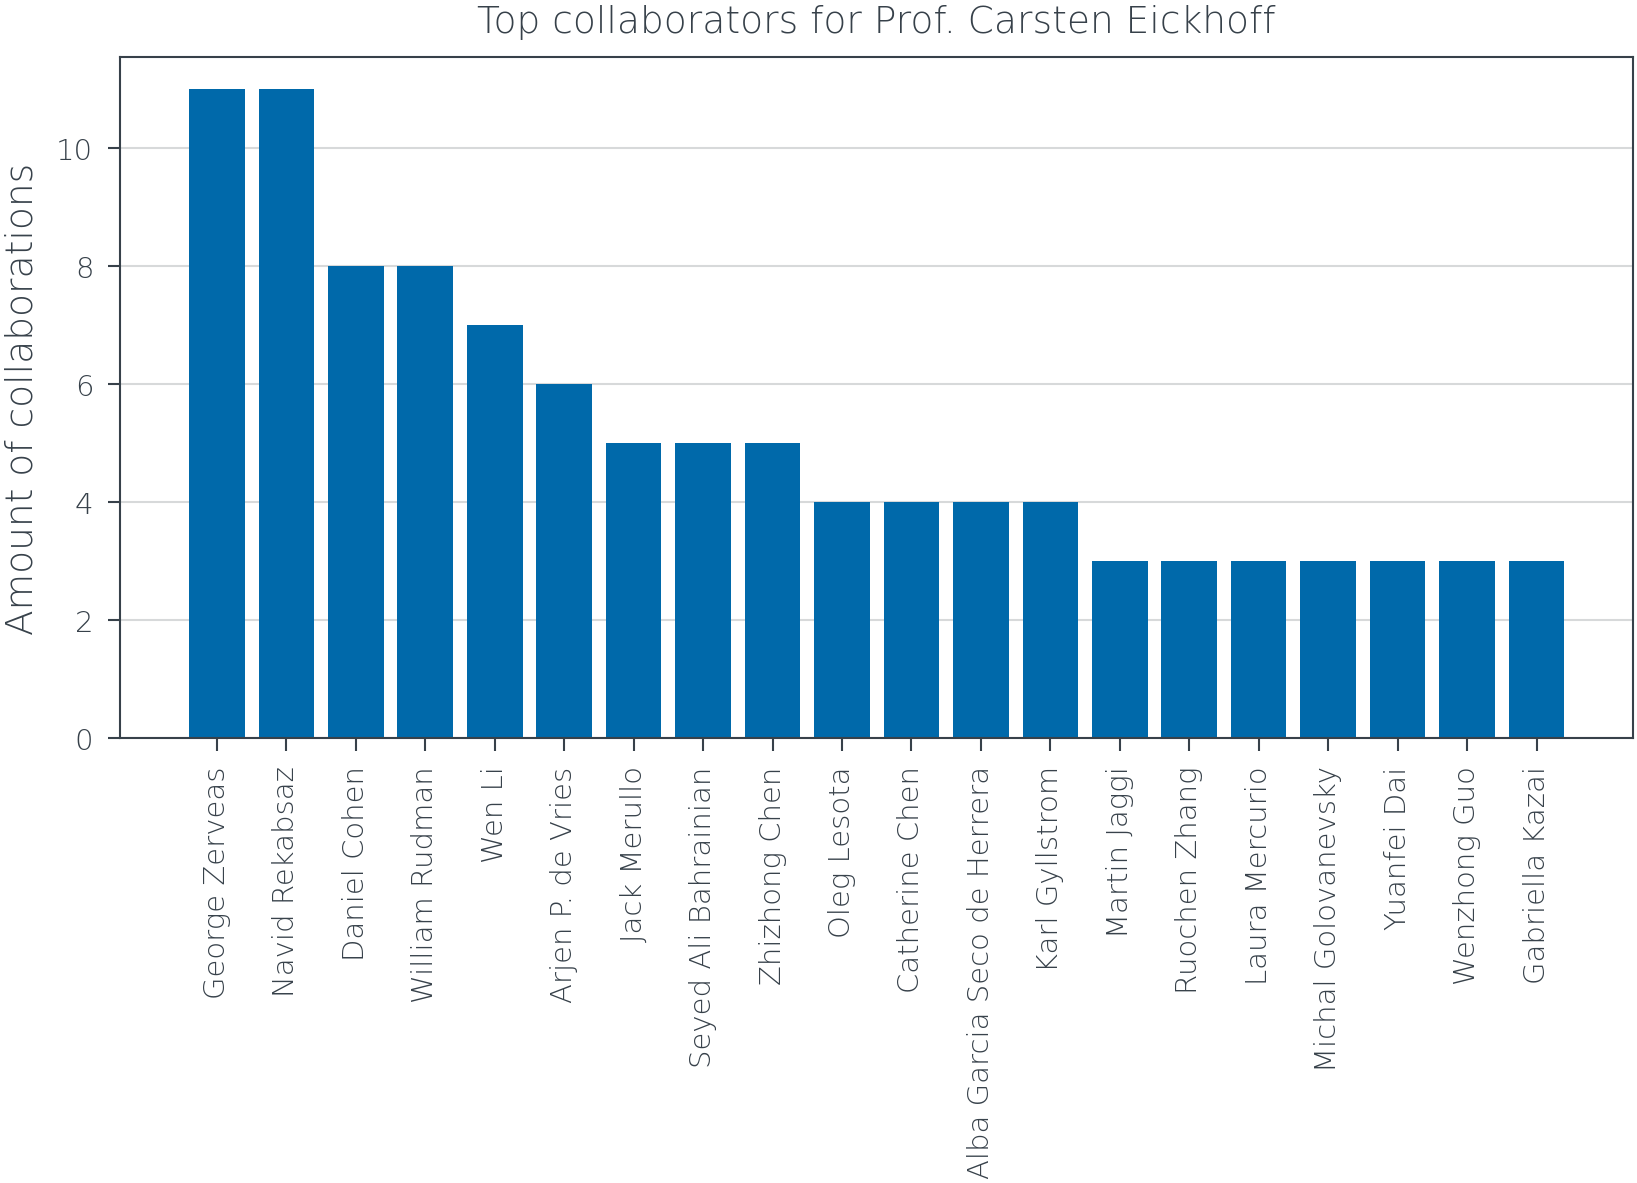 Top collaborators for Prof. Carsten Eickhoff
Amount of collaborations
10
8
6
4
2
0
George Zerveas
Navid Rekabsaz
Daniel Cohen
William Rudman
Wen Li
Arjen P. de Vries
Jack Merullo
Seyed Ali Bahrainian
Zhizhong Chen
Oleg Lesota
Catherine Chen
Alba Garcia Seco de Herrera
Karl Gyllstrom
Martin Jaggi
Ruochen Zhang
Laura Mercurio
Michal Golovanevsky
Yuanfei Dai
Wenzhong Guo
Gabriella Kazai